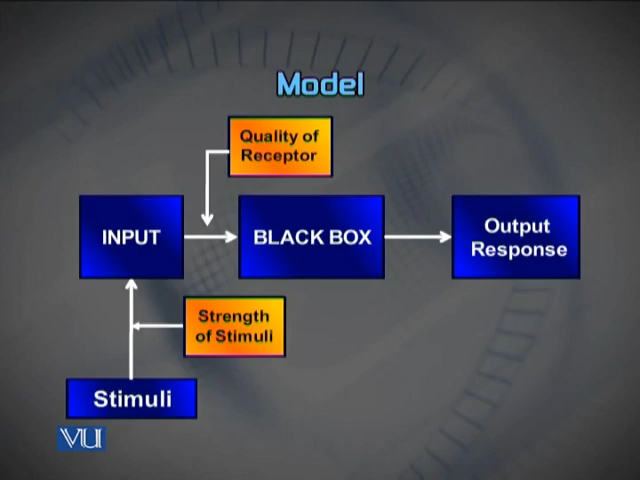 Model
Quality of
Receptor
INPUT
BLACK BOX
Output
Response
Strength
of Stimuli
Stimuli
VU